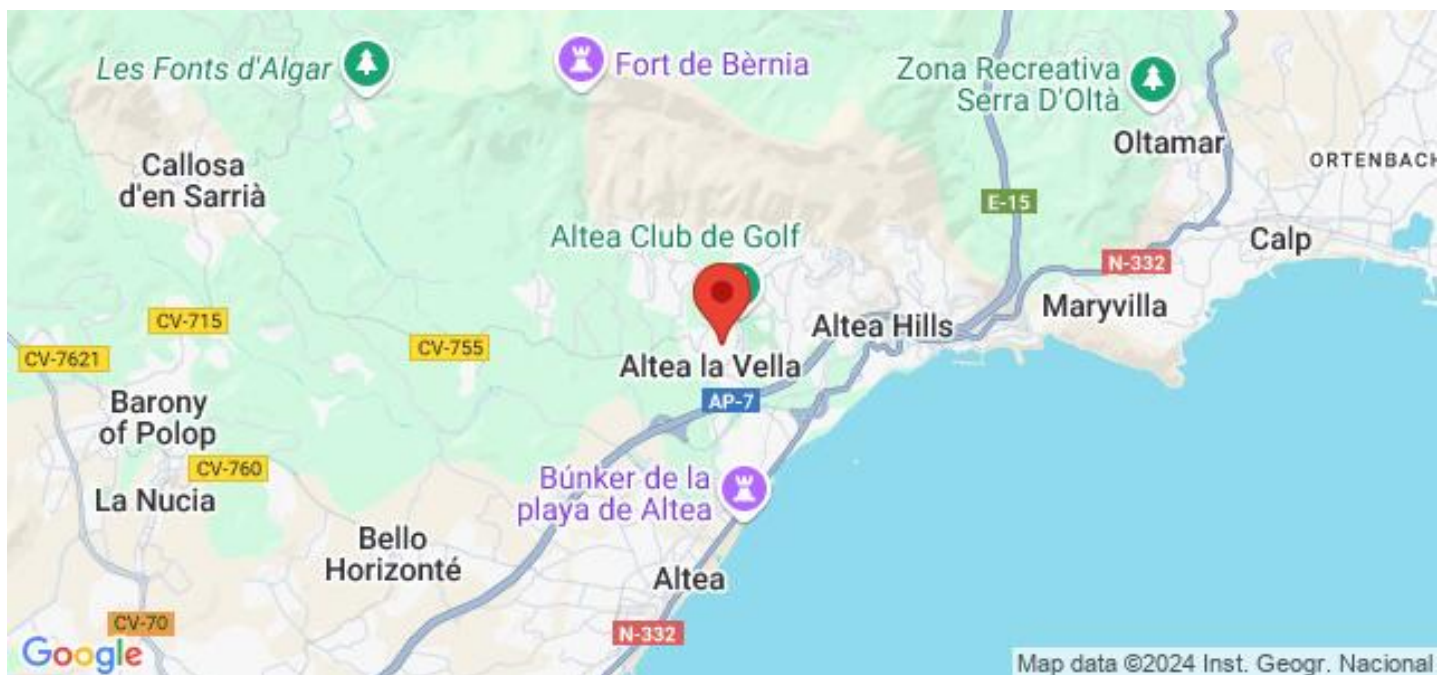 Les Fonts d'Algar
Fort de Bèrnia
Zona Recreativa
Serra D'Oltà
Oltamar
ORTENBACH
Callosa
d'en Sarrià
E-15
Altea Club de Golf
Calp
N-332
Maryvilla
CV-715
Altea Hills
CV-7621
CV-755
Altea la Vella
AP-7
Barony
of Polop
CV-760
La Nucia
Búnker de la
playa de Altea
Bello
Horizonté
Altea
CV-70
N-332
Google
Map data ©2024 Inst. Geogr. Nacional